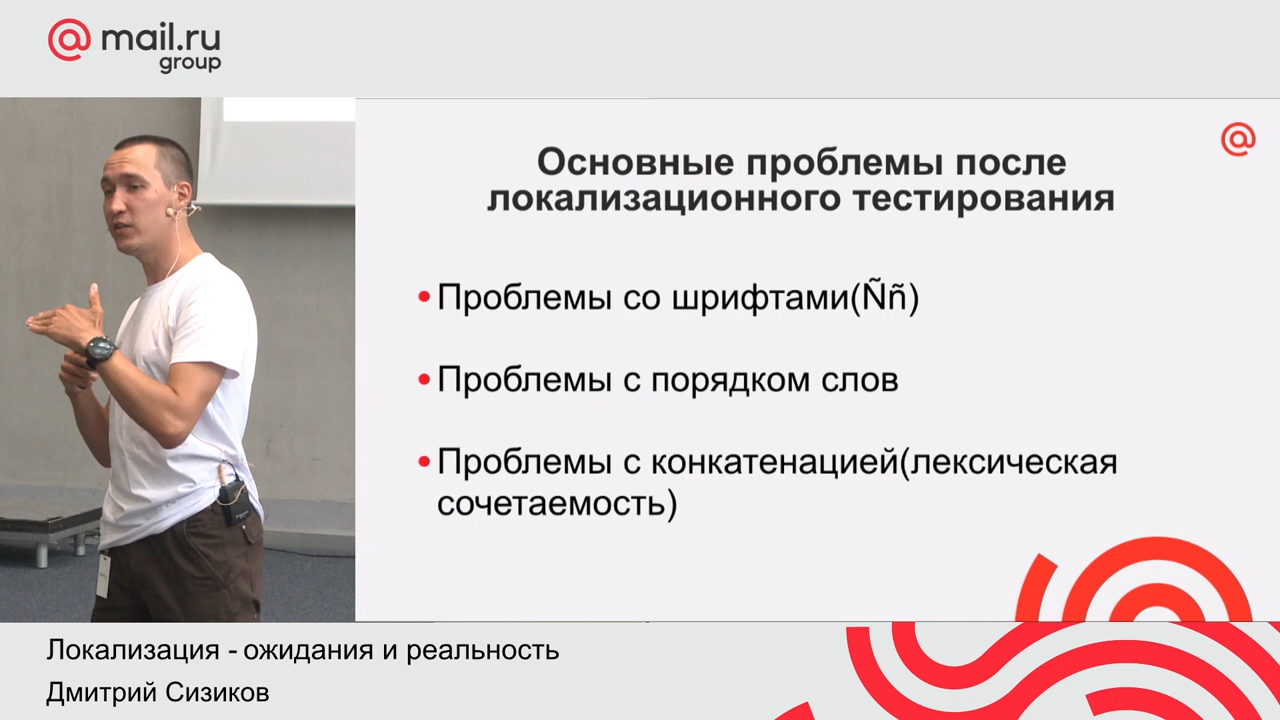 @ mail.ru
group
@
Основные проблемы после
локализационного тестирования
• Проблемы со шрифтами(Ññ)
• Проблемы с порядком слов
• Проблемы с конкатенацией(лексическая
сочетаемость)
Локализация - ожидания и реальность
Дмитрий Сизиков